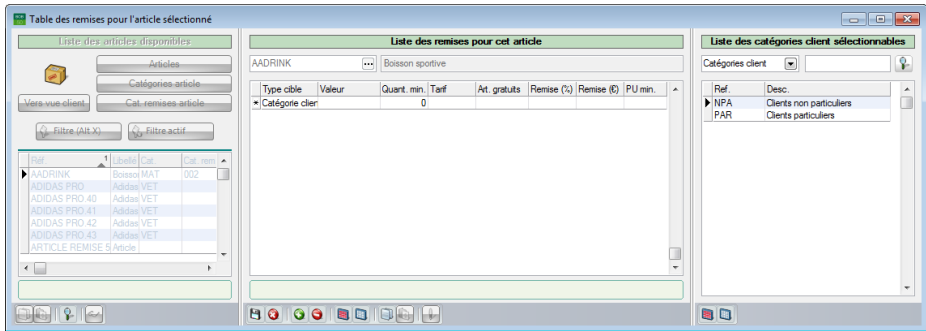 Table des remises pour l'article sélectionné
Liste des articles disponibles
Articles
Catégories article
Vers vue client
Cat. remises article
Filtre (Alt X)
Filtre actif
Réf. 1 Libellé Cat. Cat. rem
AADRINK Boisso MAT 002
ADIDAS PRO Adidas VET
ADIDAS PRO.40 Adidas VET
ADIDAS PRO.41 Adidas VET
ADIDAS PRO.42 Adidas VET
ADIDAS PRO.43 Adidas VET
ARTICLE REMISE 5 Article
Liste des remises pour cet article
AADRINK ... Boisson sportive
Type cible Valeur Quant. min. Tarif Art. gratuits Remise (%) Remise (€) PU min.
* Catégorie clien 0
Liste des catégories client sélectionnables
Catégories client
Ref. Desc.
NPA Clients non particuliers
PAR Clients particuliers